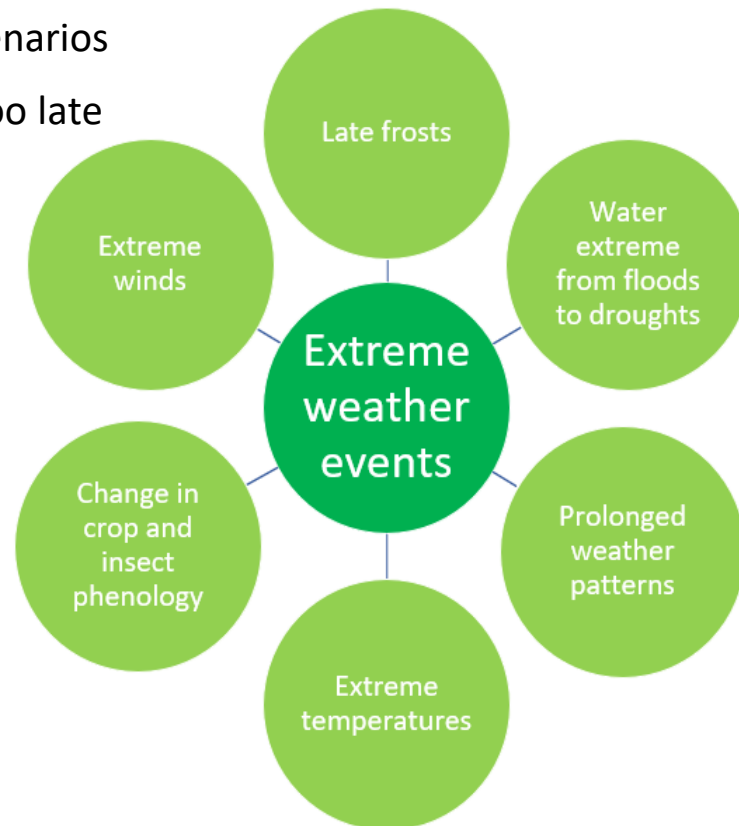 enarios
oo late
Late frosts
Water
extreme
from floods
to droughts
Extreme
winds
Extreme
weather
events
Change in
crop and
insect
phenology
Prolonged
weather
patterns
Extreme
temperatures